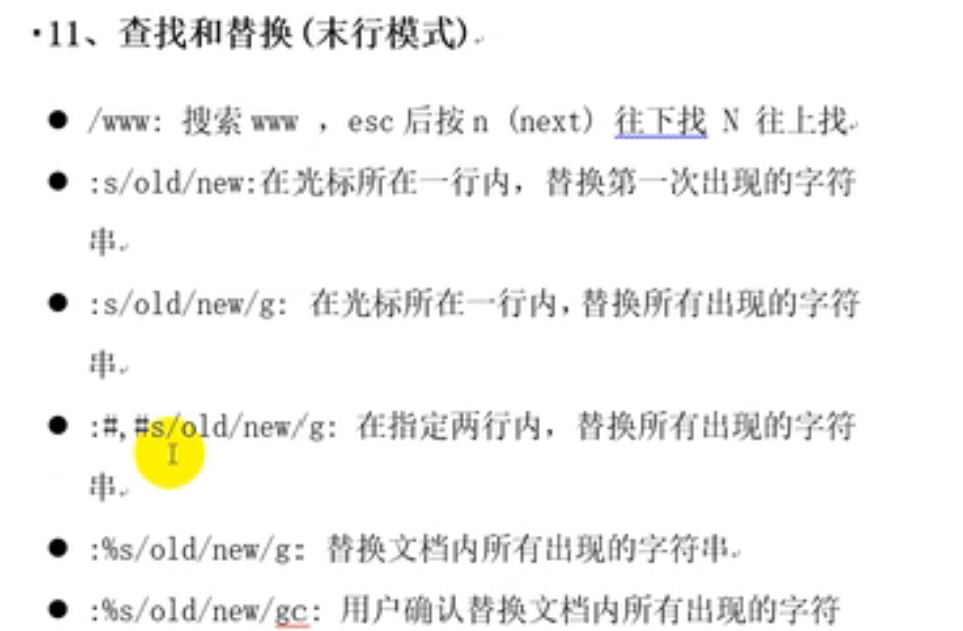 ·11、查找和替换(末行模式)
● /www: 搜索 www ，esc 后按 n (next) 往下找 N 往上找
● :s/old/new:在光标所在一行内，替换第一次出现的字符
串
● :s/old/new/g: 在光标所在一行内,替换所有出现的字符
串
● :#,#s/old/new/g: 在指定两行内，替换所有出现的字符
串
● :%s/old/new/g: 替换文档内所有出现的字符串
● :%s/old/new/gc: 用户确认替换文档内所有出现的字符